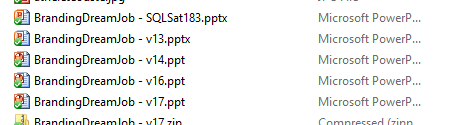 BrandingDreamJob - SQLSat183.pptx Microsoft PowerP...
BrandingDreamJob - v13.pptx Microsoft PowerP...
BrandingDreamJob - v14.ppt Microsoft PowerP...
BrandingDreamJob - v16.ppt Microsoft PowerP...
BrandingDreamJob - v17.ppt Microsoft PowerP...
BrandingDreamJob - v17.zip Compressed (zipp...